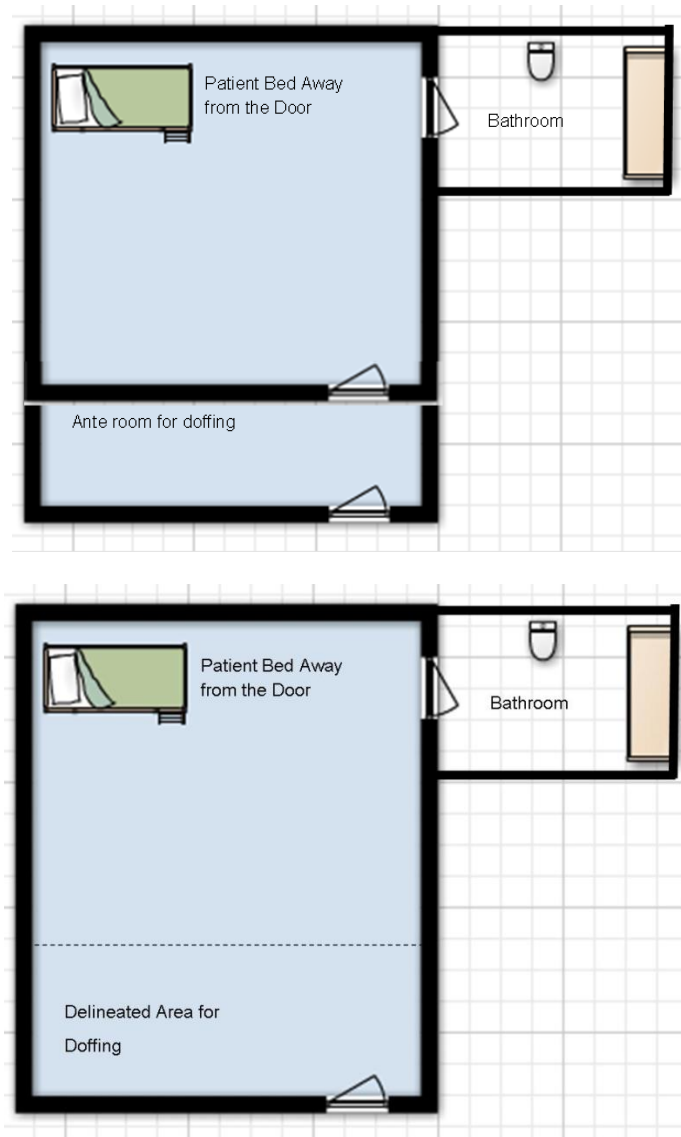 Patient Bed Away
from the Door
Bathroom
Ante room for doffing
Patient Bed Away
from the Door
Bathroom
Delineated Area for
Doffing